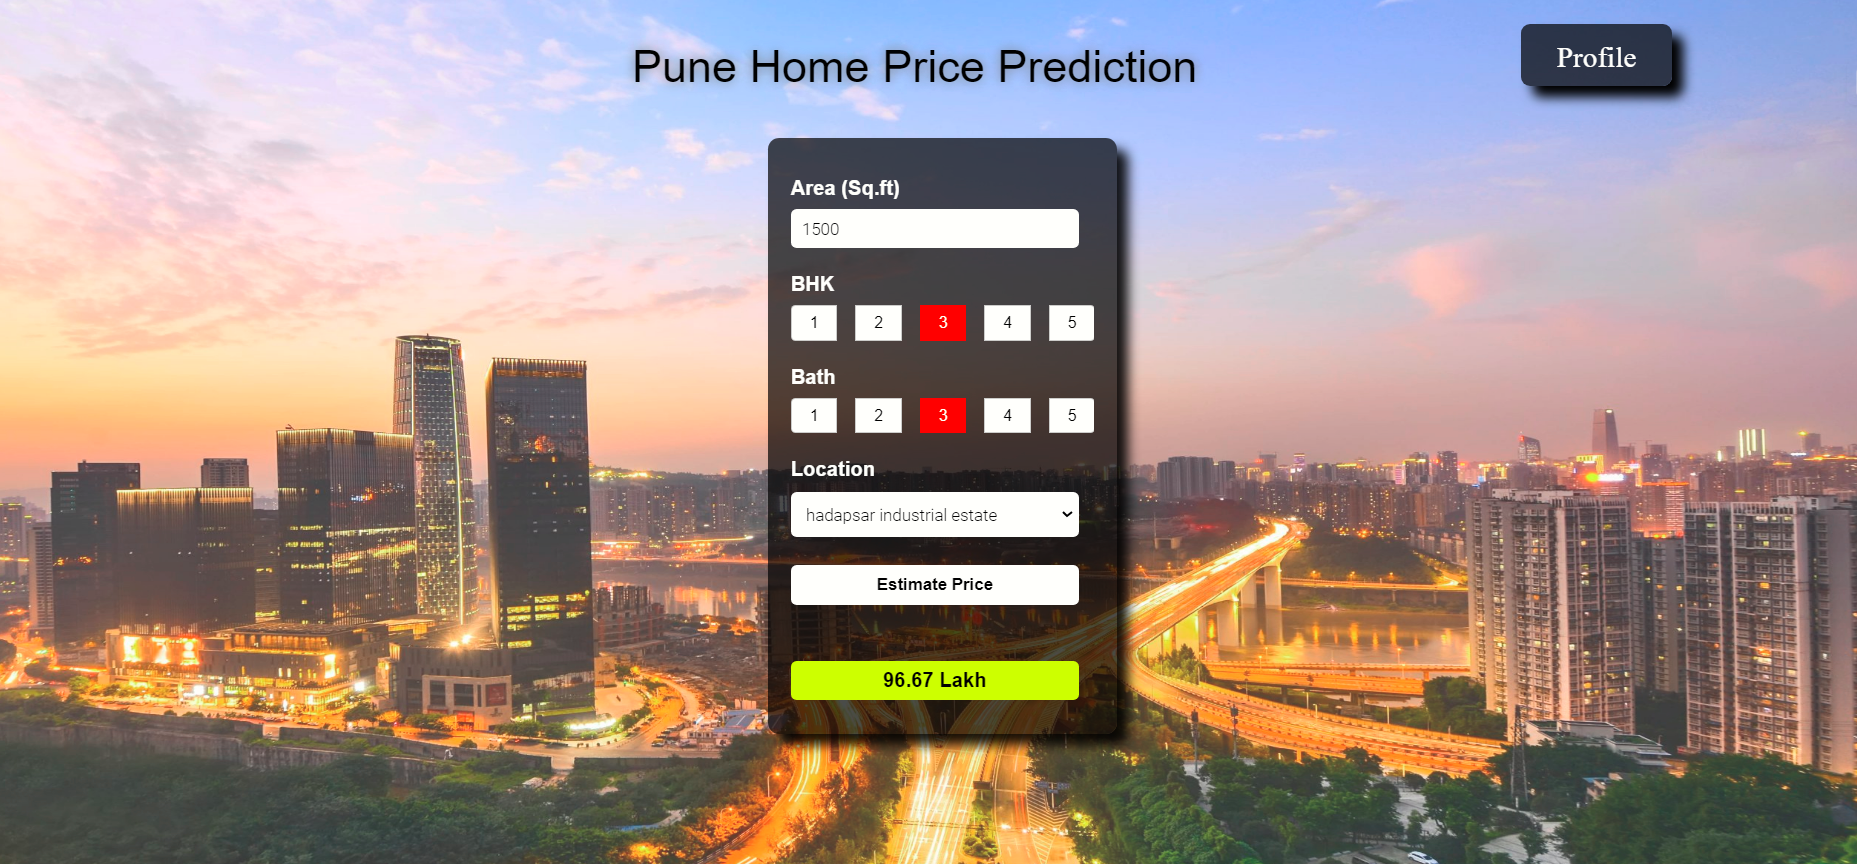 Pune Home Price Prediction
Profile
Area (Sq.ft)
1500
BHK
1 2 3 4 5
Bath
1 2 3 4 5
Location
hadapsar industrial estate
Estimate Price
96.67 Lakh